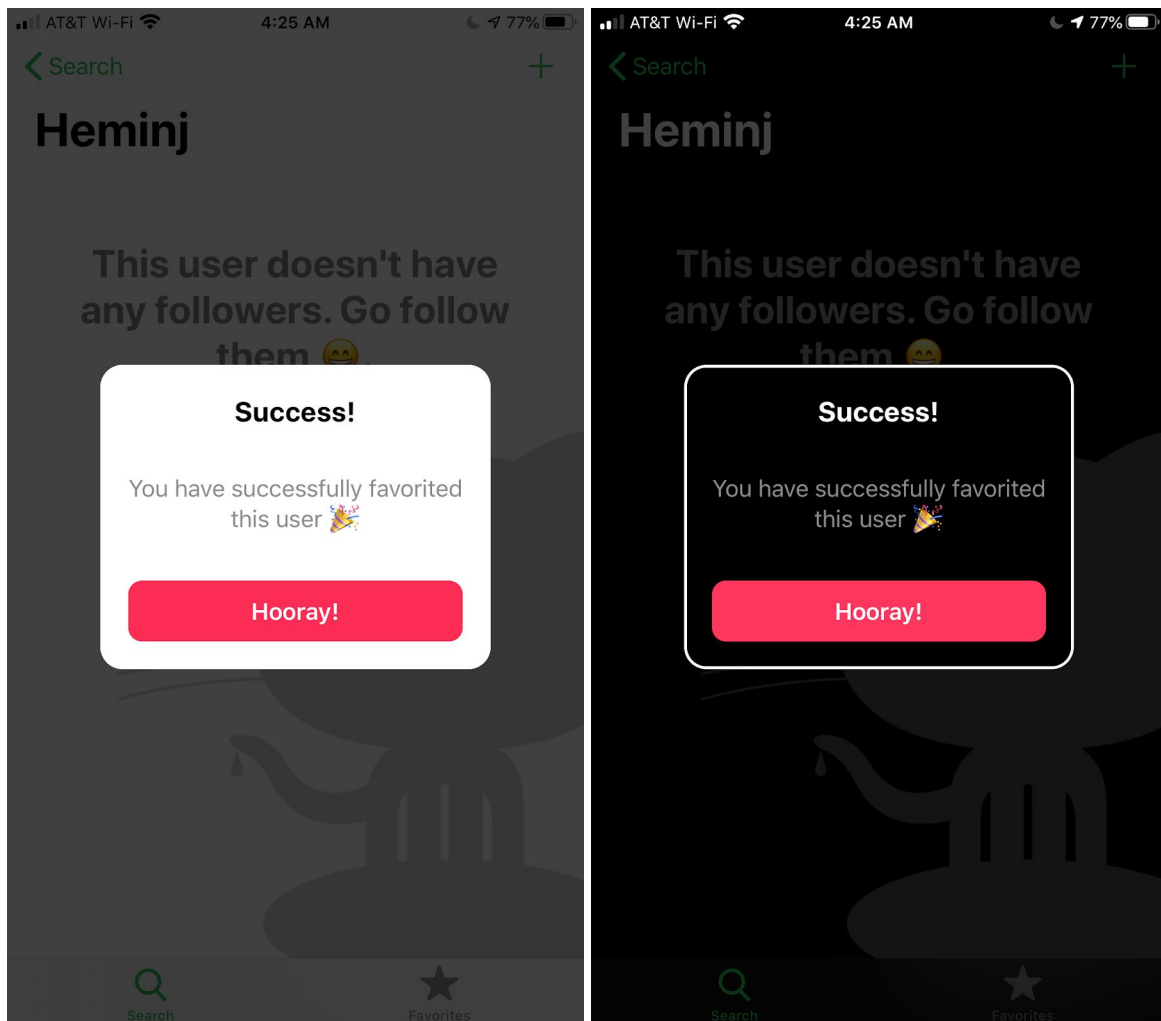 AT&T Wi-Fi 4:25 AM 77%
Search
Heminj
This user doesn't have
any followers. Go follow
them 😁.
Success!
You have successfully favorited
this user 🎉
Hooray!
Search Favorites
AT&T Wi-Fi 4:25 AM 77%
Search
Heminj
This user doesn't have
any followers. Go follow
them 😁
Success!
You have successfully favorited
this user 🎉
Hooray!
Search Favorites